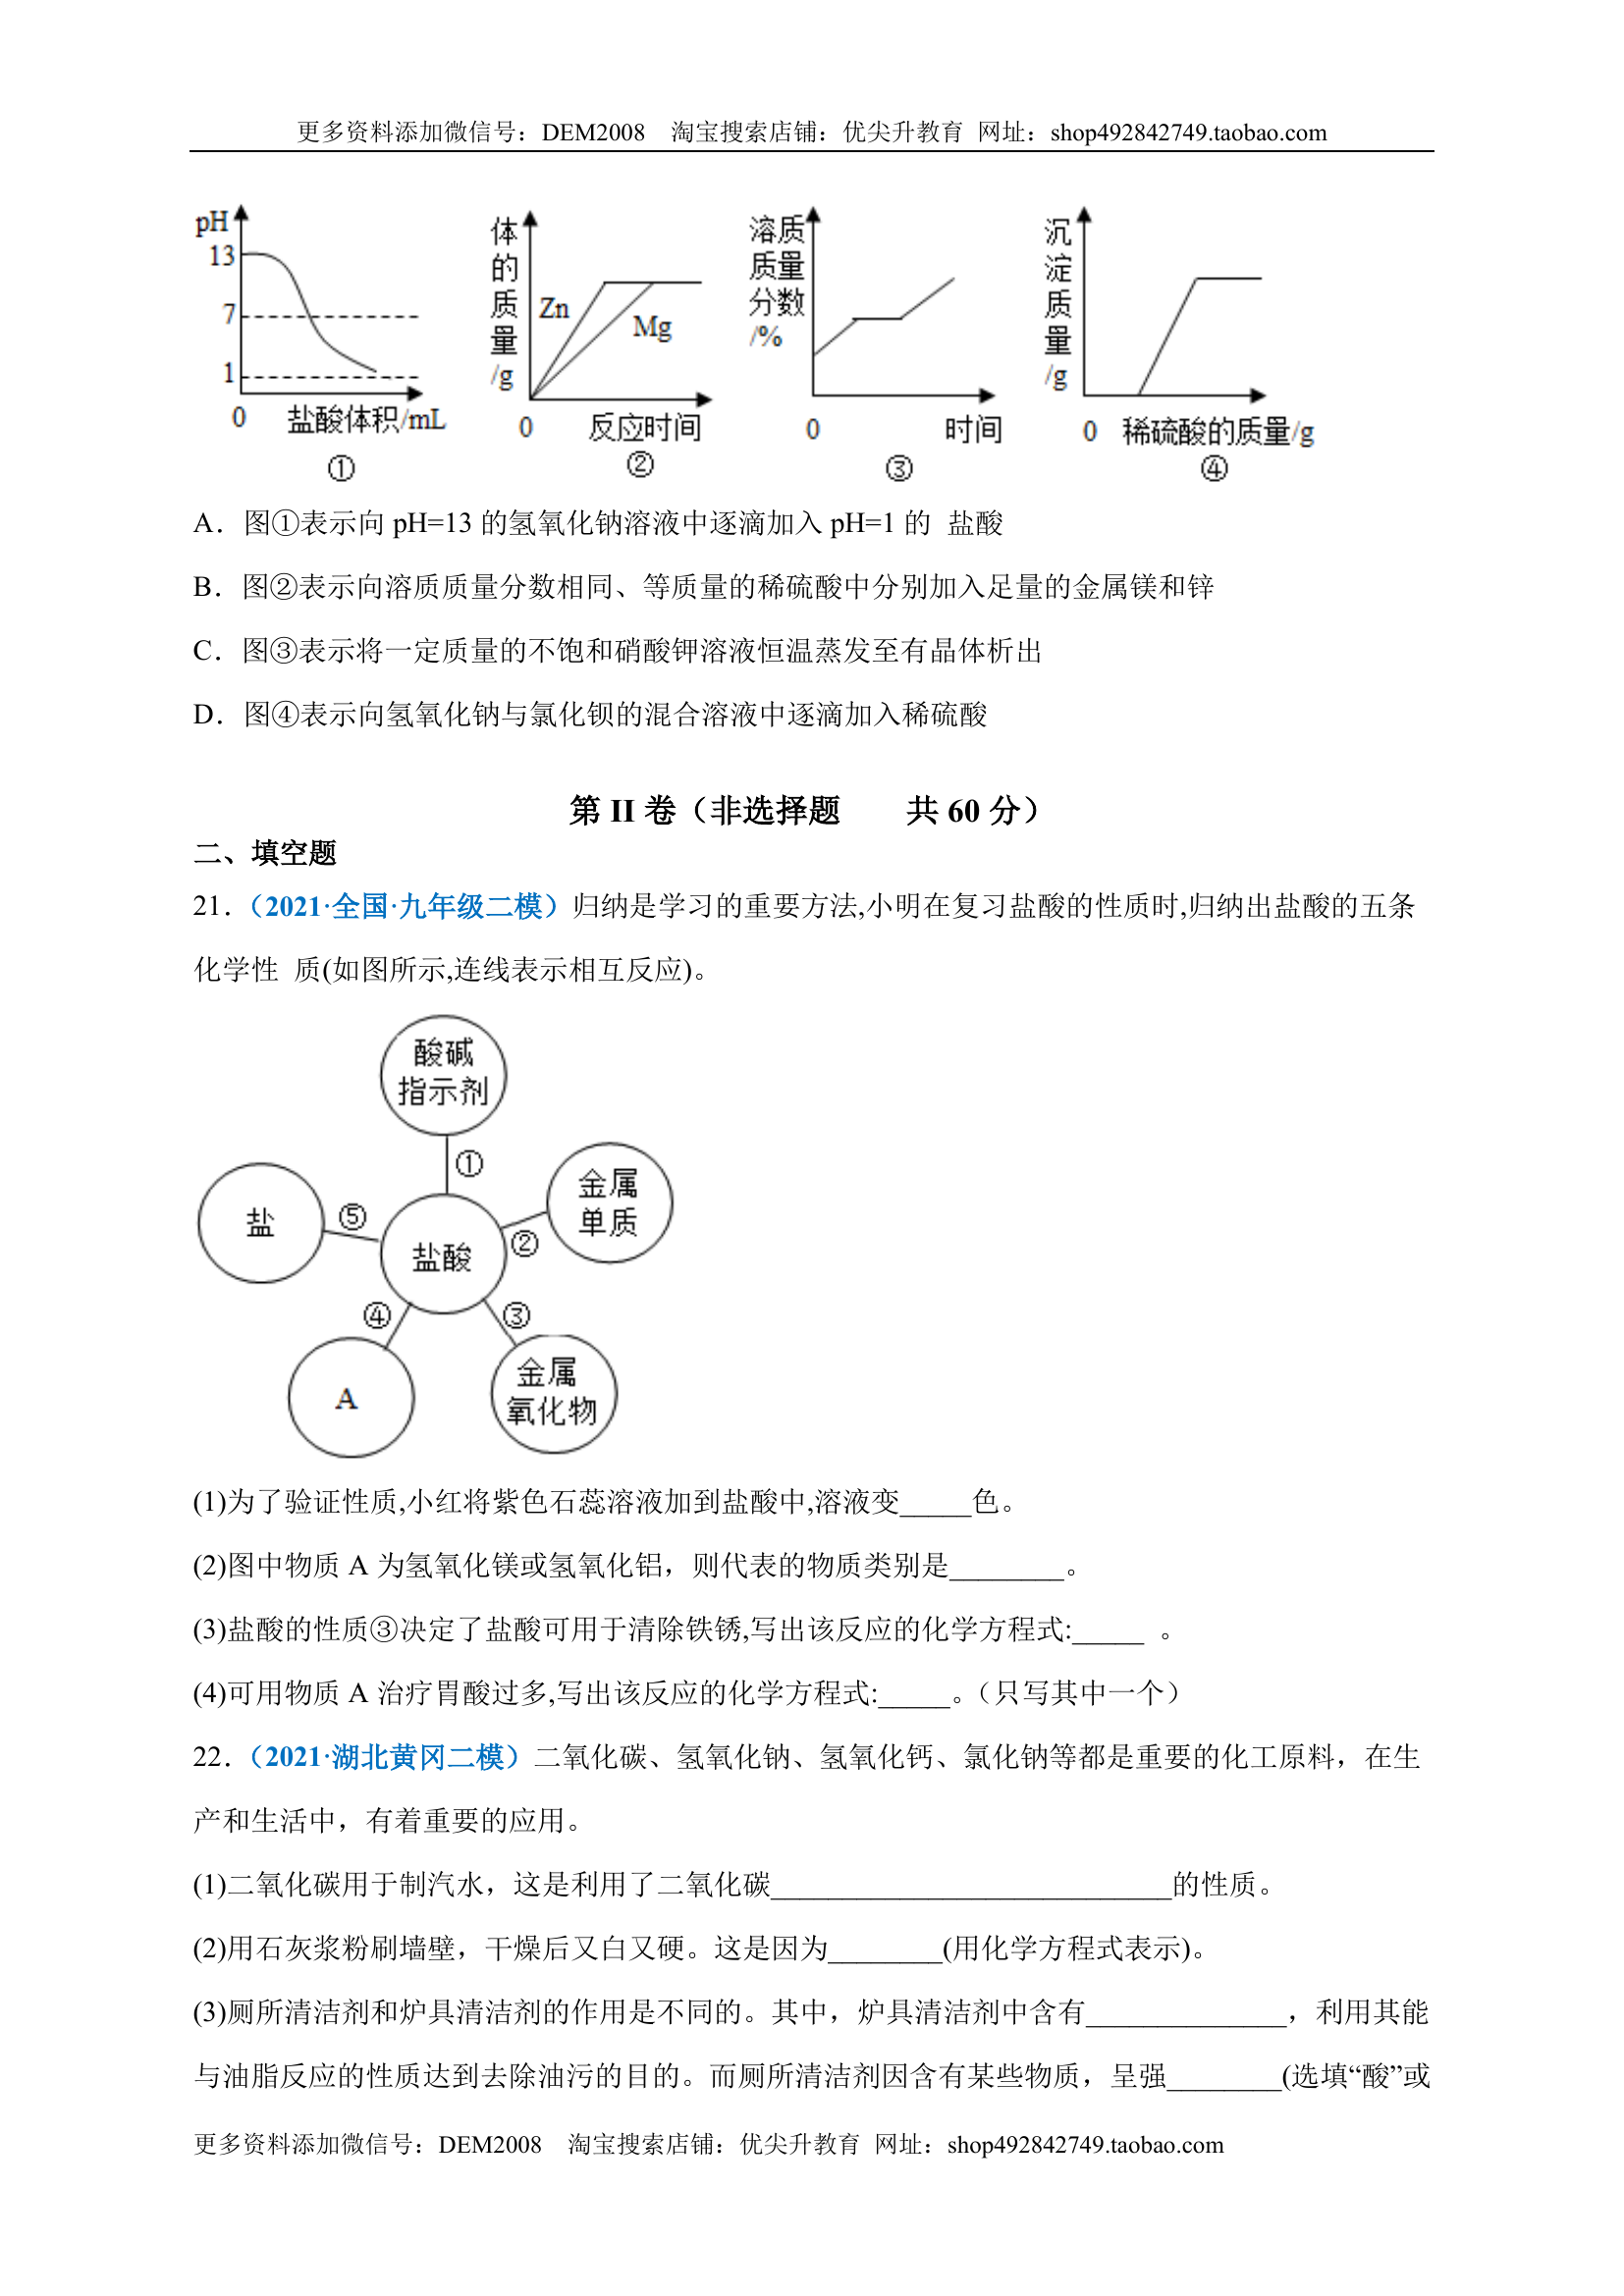 更多资料添加微信号：DEM2008 淘宝搜索店铺：优尖升教育 网址：shop492842749.taobao.com
pH
13
7
1
0
盐酸体积/mL
①
体的质量/g
Zn
Mg
0
反应时间
②
溶质质量分数/%
0
时间
③
沉淀质量/g
0
稀硫酸的质量/g
④
A．图①表示向 pH=13 的氢氧化钠溶液中逐滴加入 pH=1 的 盐酸
B．图②表示向溶质质量分数相同、等质量的稀硫酸中分别加入足量的金属镁和锌
C．图③表示将一定质量的不饱和硝酸钾溶液恒温蒸发至有晶体析出
D．图④表示向氢氧化钠与氯化钡的混合溶液中逐滴加入稀硫酸
第 II 卷（非选择题 共 60 分）
二、填空题
21．（2021·全国·九年级二模）归纳是学习的重要方法,小明在复习盐酸的性质时,归纳出盐酸的五条
化学性 质(如图所示,连线表示相互反应)。
酸碱
指示剂
①
金属
单质
盐
⑤
盐酸
②
④
③
A
金属
氧化物
(1)为了验证性质,小红将紫色石蕊溶液加到盐酸中,溶液变_____色。
(2)图中物质 A 为氢氧化镁或氢氧化铝，则代表的物质类别是________。
(3)盐酸的性质③决定了盐酸可用于清除铁锈,写出该反应的化学方程式:_____ 。
(4)可用物质 A 治疗胃酸过多,写出该反应的化学方程式:_____。（只写其中一个）
22．（2021·湖北黄冈二模）二氧化碳、氢氧化钠、氢氧化钙、氯化钠等都是重要的化工原料，在生
产和生活中，有着重要的应用。
(1)二氧化碳用于制汽水，这是利用了二氧化碳____________________________的性质。
(2)用石灰浆粉刷墙壁，干燥后又白又硬。这是因为________(用化学方程式表示)。
(3)厕所清洁剂和炉具清洁剂的作用是不同的。其中，炉具清洁剂中含有______________，利用其能
与油脂反应的性质达到去除油污的目的。而厕所清洁剂因含有某些物质，呈强________(选填“酸”或
更多资料添加微信号：DEM2008 淘宝搜索店铺：优尖升教育 网址：shop492842749.taobao.com